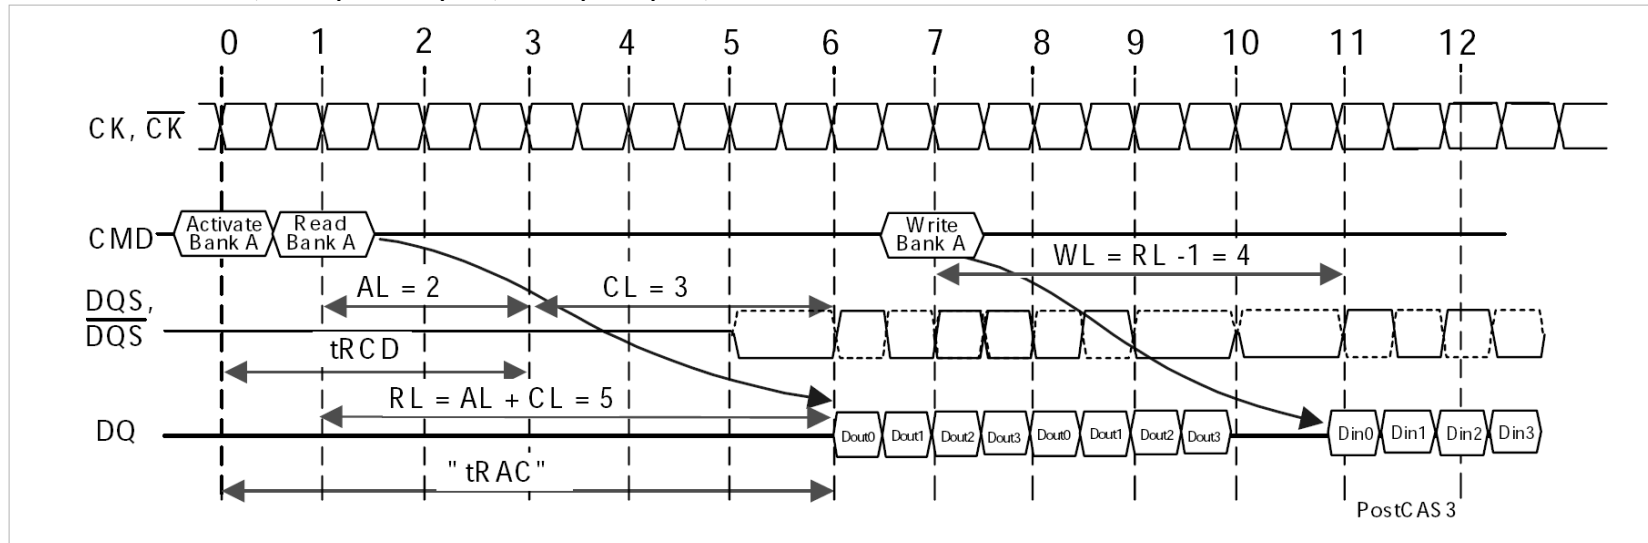 0 1 2 3 4 5 6 7 8 9 10 11 12
CK, CK
CMD
Activate
Bank A
Read
Bank A
Write
Bank A
WL = RL -1 = 4
AL = 2
CL = 3
DQS,
DQS
tRCD
RL = AL + CL = 5
DQ
Dout0 Dout1 Dout2 Dout3 Dout0 Dout1 Dout2 Dout3
Din0 Din1 Din2 Din3
"tRAC"
PostCAS3